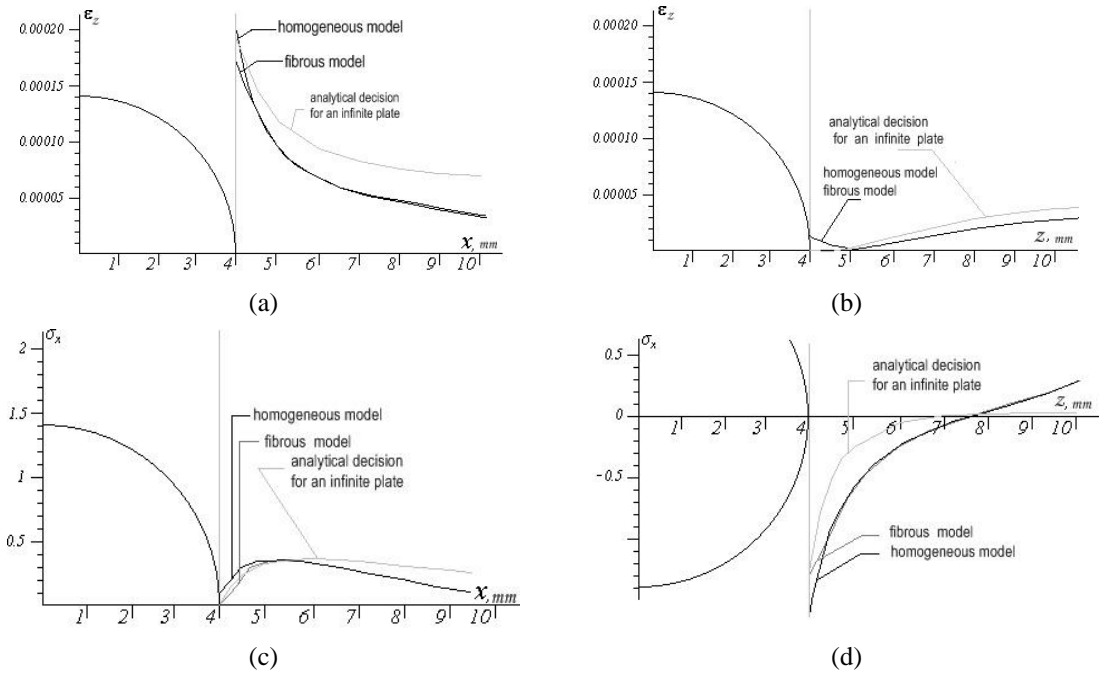 ε_z
0.00020
0.00015
0.00010
0.00005
homogeneous model
fibrous model
analytical decision
for an infinite plate
x, mm
1 2 3 4 5 6 7 8 9 10
(a)
ε_z
0.00020
0.00015
0.00010
0.00005
analytical decision
for an infinite plate
homogeneous model
fibrous model
z, mm
1 2 3 4 5 6 7 8 9 10
(b)
σ_x
2
1.5
1
0.5
homogeneous model
fibrous model
analytical decision
for an infinite plate
x, mm
1 2 3 4 5 6 7 8 9 10
(c)
σ_x
0.5
0
-0.5
analytical decision
for an infinite plate
z, mm
1 2 3 4 5 6 7 8 9 10
fibrous model
homogeneous model
(d)